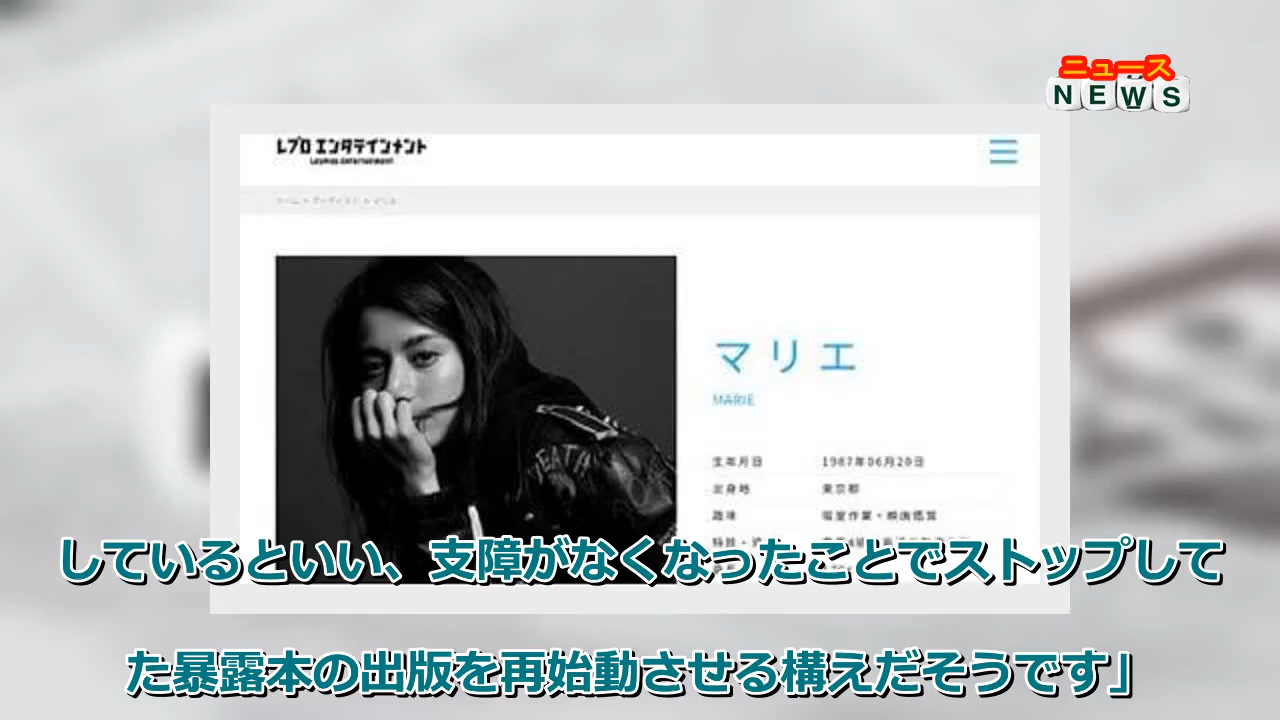 ニュース
NEWS
レプロ エンタテインメント
LesPros entertainment
マリエ
MARIE
生年月日 1987年06月20日
出身地 東京都
趣味
しているといい、支障がなくなったことでストップして
た暴露本の出版を再始動させる構えだそうです」